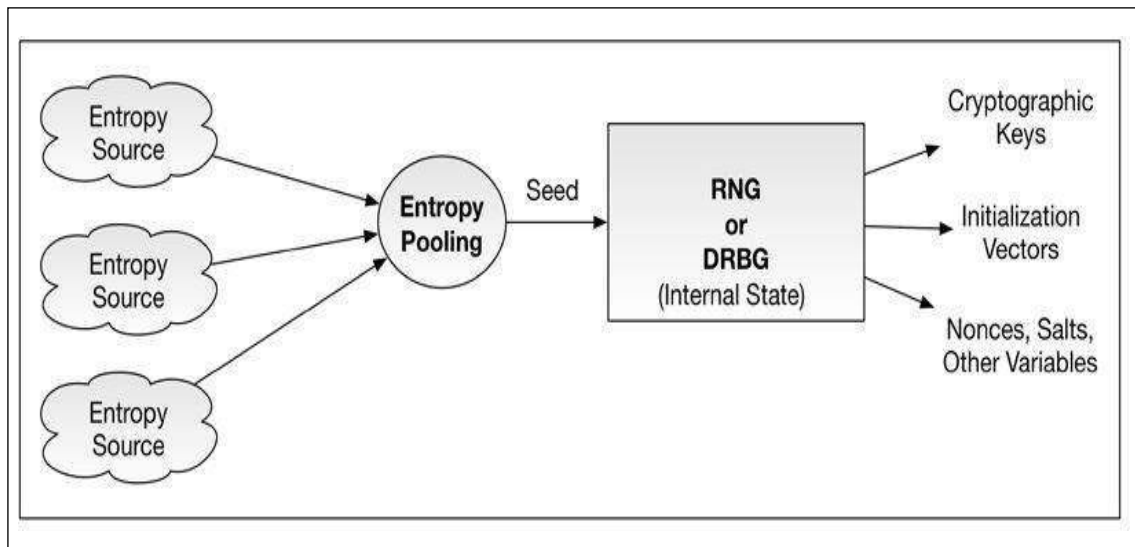 Entropy
Source
Entropy
Source
Entropy
Source
Entropy
Pooling
Seed
RNG
or
DRBG
(Internal State)
Cryptographic
Keys
Initialization
Vectors
Nonces, Salts,
Other Variables